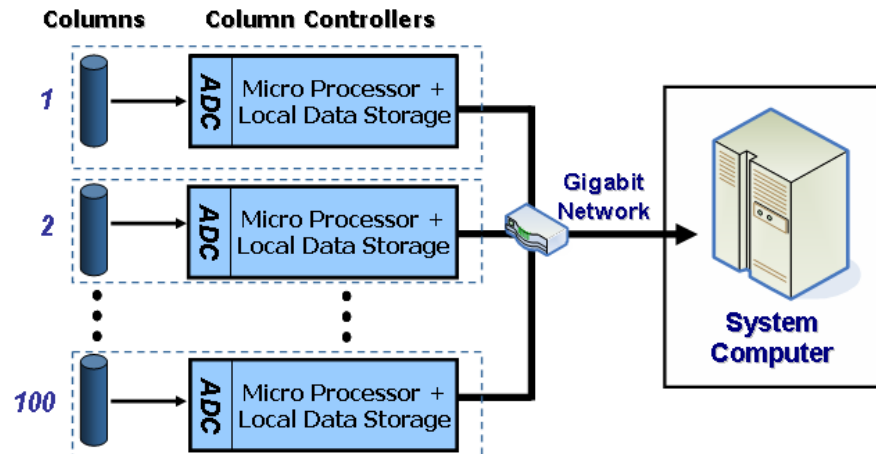 Columns Column Controllers
1
ADC
Micro Processor +
Local Data Storage
2
ADC
Micro Processor +
Local Data Storage
100
ADC
Micro Processor +
Local Data Storage
Gigabit
Network
System
Computer